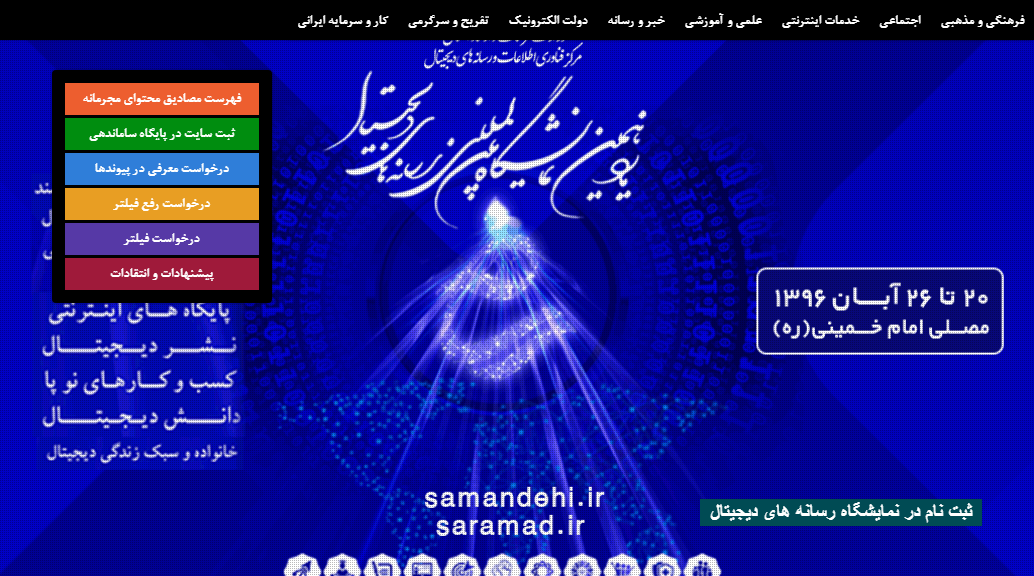 فرهنگی و مذهبی
اجتماعی
خدمات اینترنتی
علمی و آموزشی
خبر و رسانه
دولت الکترونیک
تفریح و سرگرمی
کار و سرمایه ایرانی
مرکز فناوری اطلاعات و رسانه های دیجیتال
یازدهمین نمایشگاه بین المللی رسانه های دیجیتال
فهرست مصادیق محتوای مجرمانه
ثبت سایت در پایگاه ساماندهی
درخواست معرفی در پیوندها
درخواست رفع فیلتر
درخواست فیلتر
پیشنهادات و انتقادات
۲۰ تا ۲۶ آبان ۱۳۹۶
مصلی امام خمینی(ره)
پایگاه های اینترنتی
نشر دیجیتال
کسب و کارهای نو پا
دانش دیجیتال
خانواده و سبک زندگی دیجیتال
samandehi.ir
saramad.ir
ثبت نام در نمایشگاه رسانه های دیجیتال